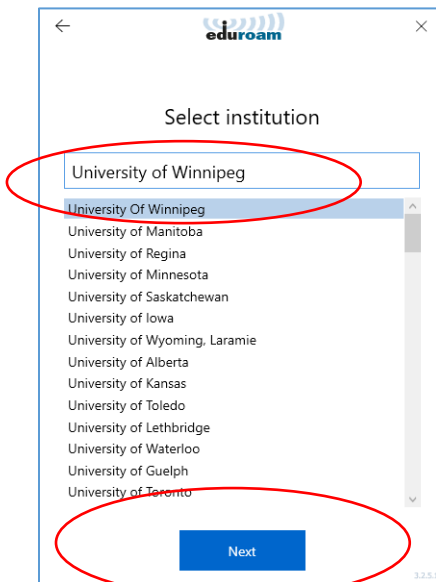 eduroam
Select institution
University of Winnipeg
University Of Winnipeg
University of Manitoba
University of Regina
University of Minnesota
University of Saskatchewan
University of Iowa
University of Wyoming, Laramie
University of Alberta
University of Kansas
University of Toledo
University of Lethbridge
University of Waterloo
University of Guelph
University of Toronto
Next